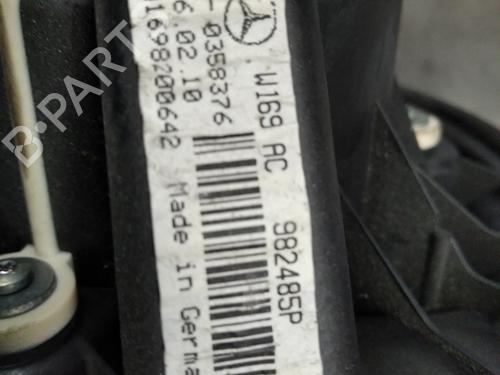 B-PARTS
W169 AC 982485P
0358376
6.02.10
1698200642 Made in Germa